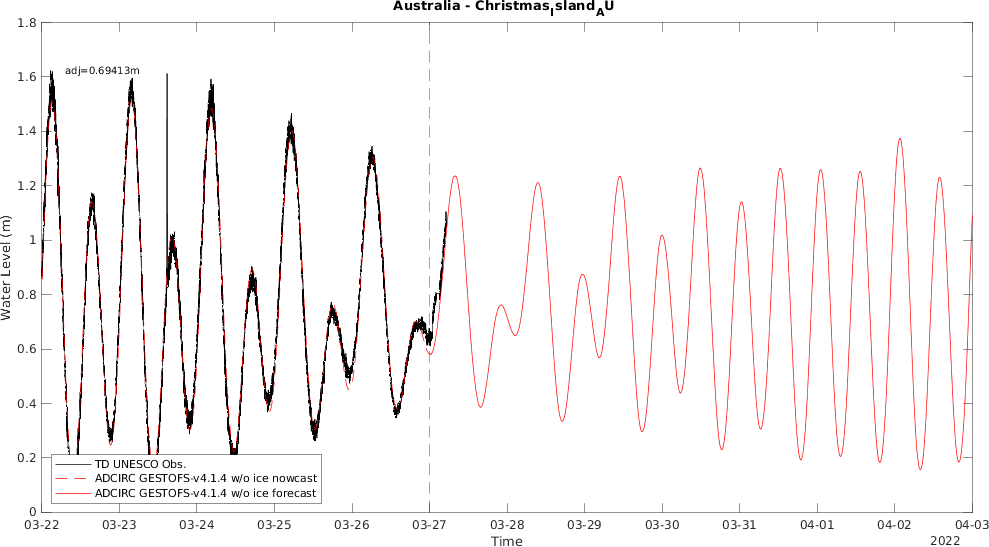 Australia - Christmas_Island_AU
1.8
1.6
1.4
1.2
1
0.8
0.6
0.4
0.2
0
Water Level (m)
adj=0.69413m
TD UNESCO Obs.
ADCIRC GESTOFS-v4.1.4 w/o ice nowcast
ADCIRC GESTOFS-v4.1.4 w/o ice forecast
03-22 03-23 03-24 03-25 03-26 03-27 03-28 03-29 03-30 03-31 04-01 04-02 04-03
Time
2022